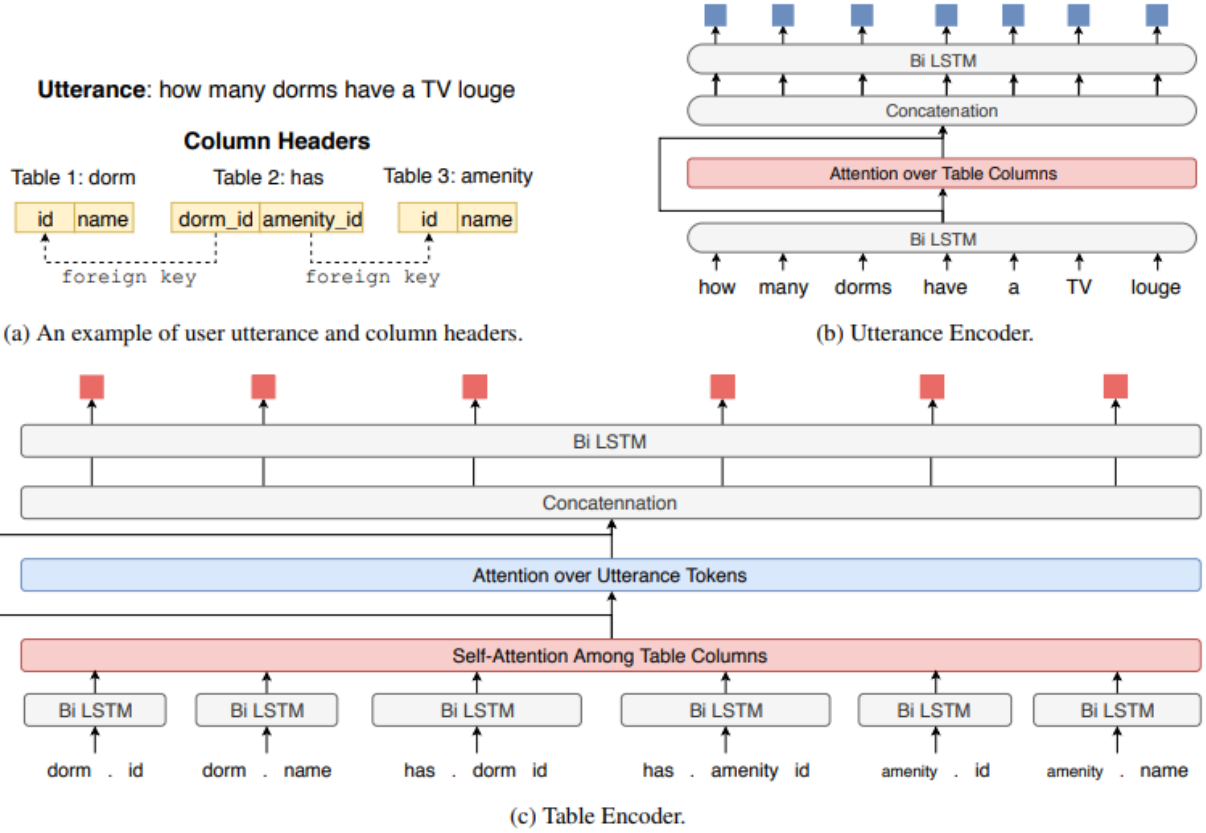 Utterance: how many dorms have a TV louge
Column Headers
Table 1: dorm Table 2: has Table 3: amenity
id name dorm_id amenity_id id name
foreign key foreign key
(a) An example of user utterance and column headers.
Bi LSTM
Concatenation
Attention over Table Columns
Bi LSTM
how many dorms have a TV louge
(b) Utterance Encoder.
Bi LSTM
Concatennation
Attention over Utterance Tokens
Self-Attention Among Table Columns
Bi LSTM Bi LSTM Bi LSTM Bi LSTM Bi LSTM Bi LSTM
dorm . id dorm . name has . dorm id has . amenity id amenity . id amenity . name
(c) Table Encoder.